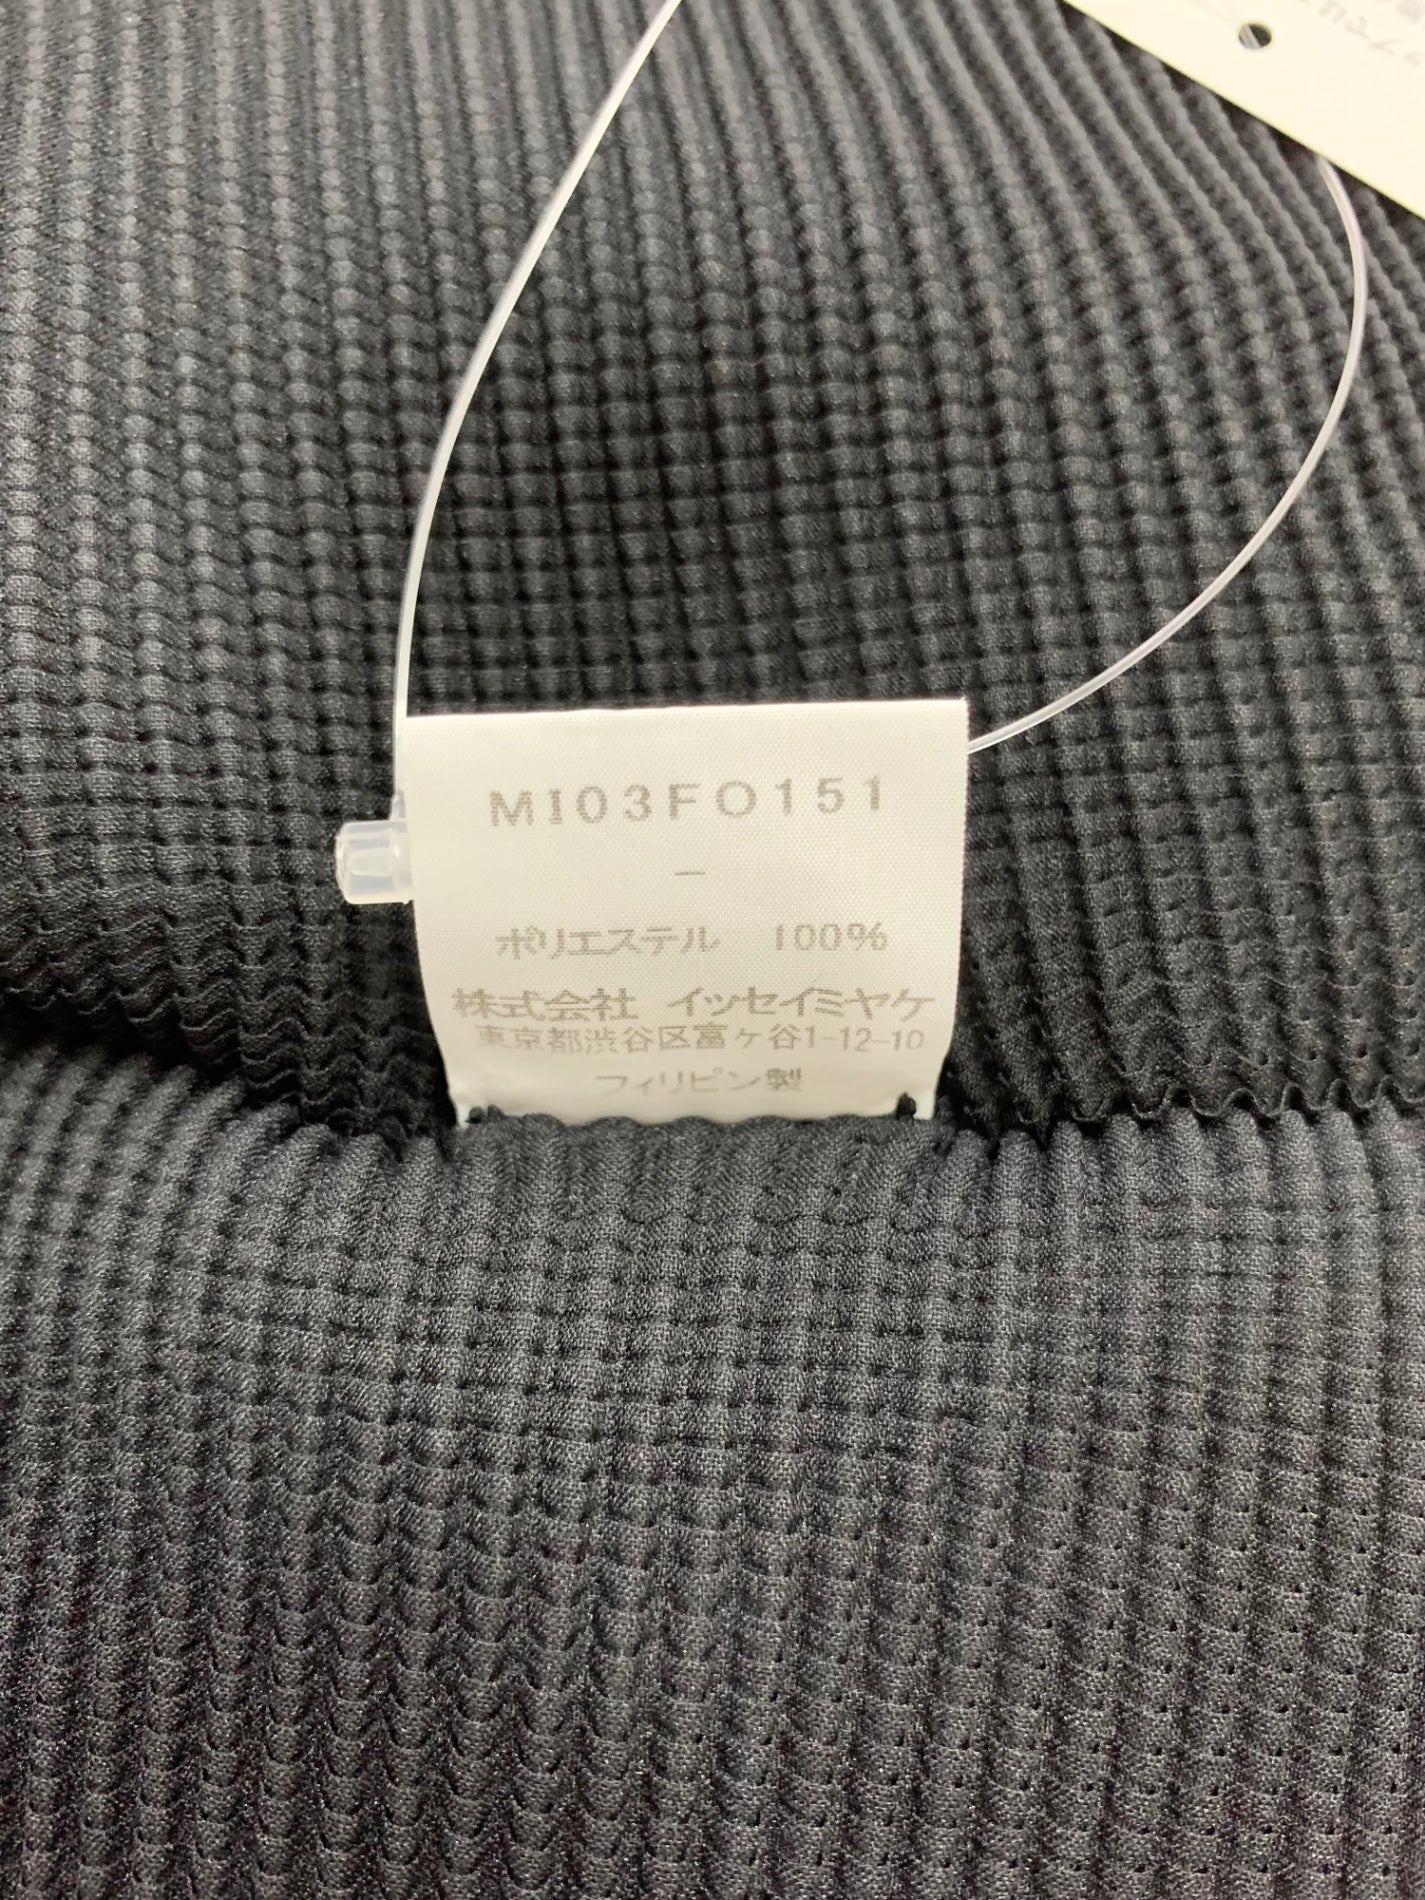 MI03FO151
—
ポリエステル　100%
株式会社　イッセイミヤケ
東京都渋谷区富ヶ谷1-12-10
フィリピン製